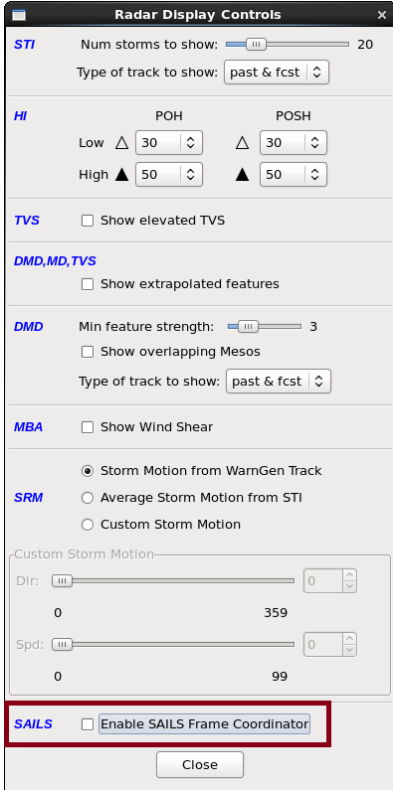 Radar Display Controls
STI Num storms to show: 20
Type of track to show: past & fcst
HI POH POSH
Low 30 30
High 50 50
TVS Show elevated TVS
DMD,MD,TVS
Show extrapolated features
DMD Min feature strength: 3
Show overlapping Mesos
Type of track to show: past & fcst
MBA Show Wind Shear
Storm Motion from WarnGen Track
SRM Average Storm Motion from STI
Custom Storm Motion
Custom Storm Motion
Dir: 0
0 359
Spd: 0
0 99
SAILS Enable SAILS Frame Coordinator
Close